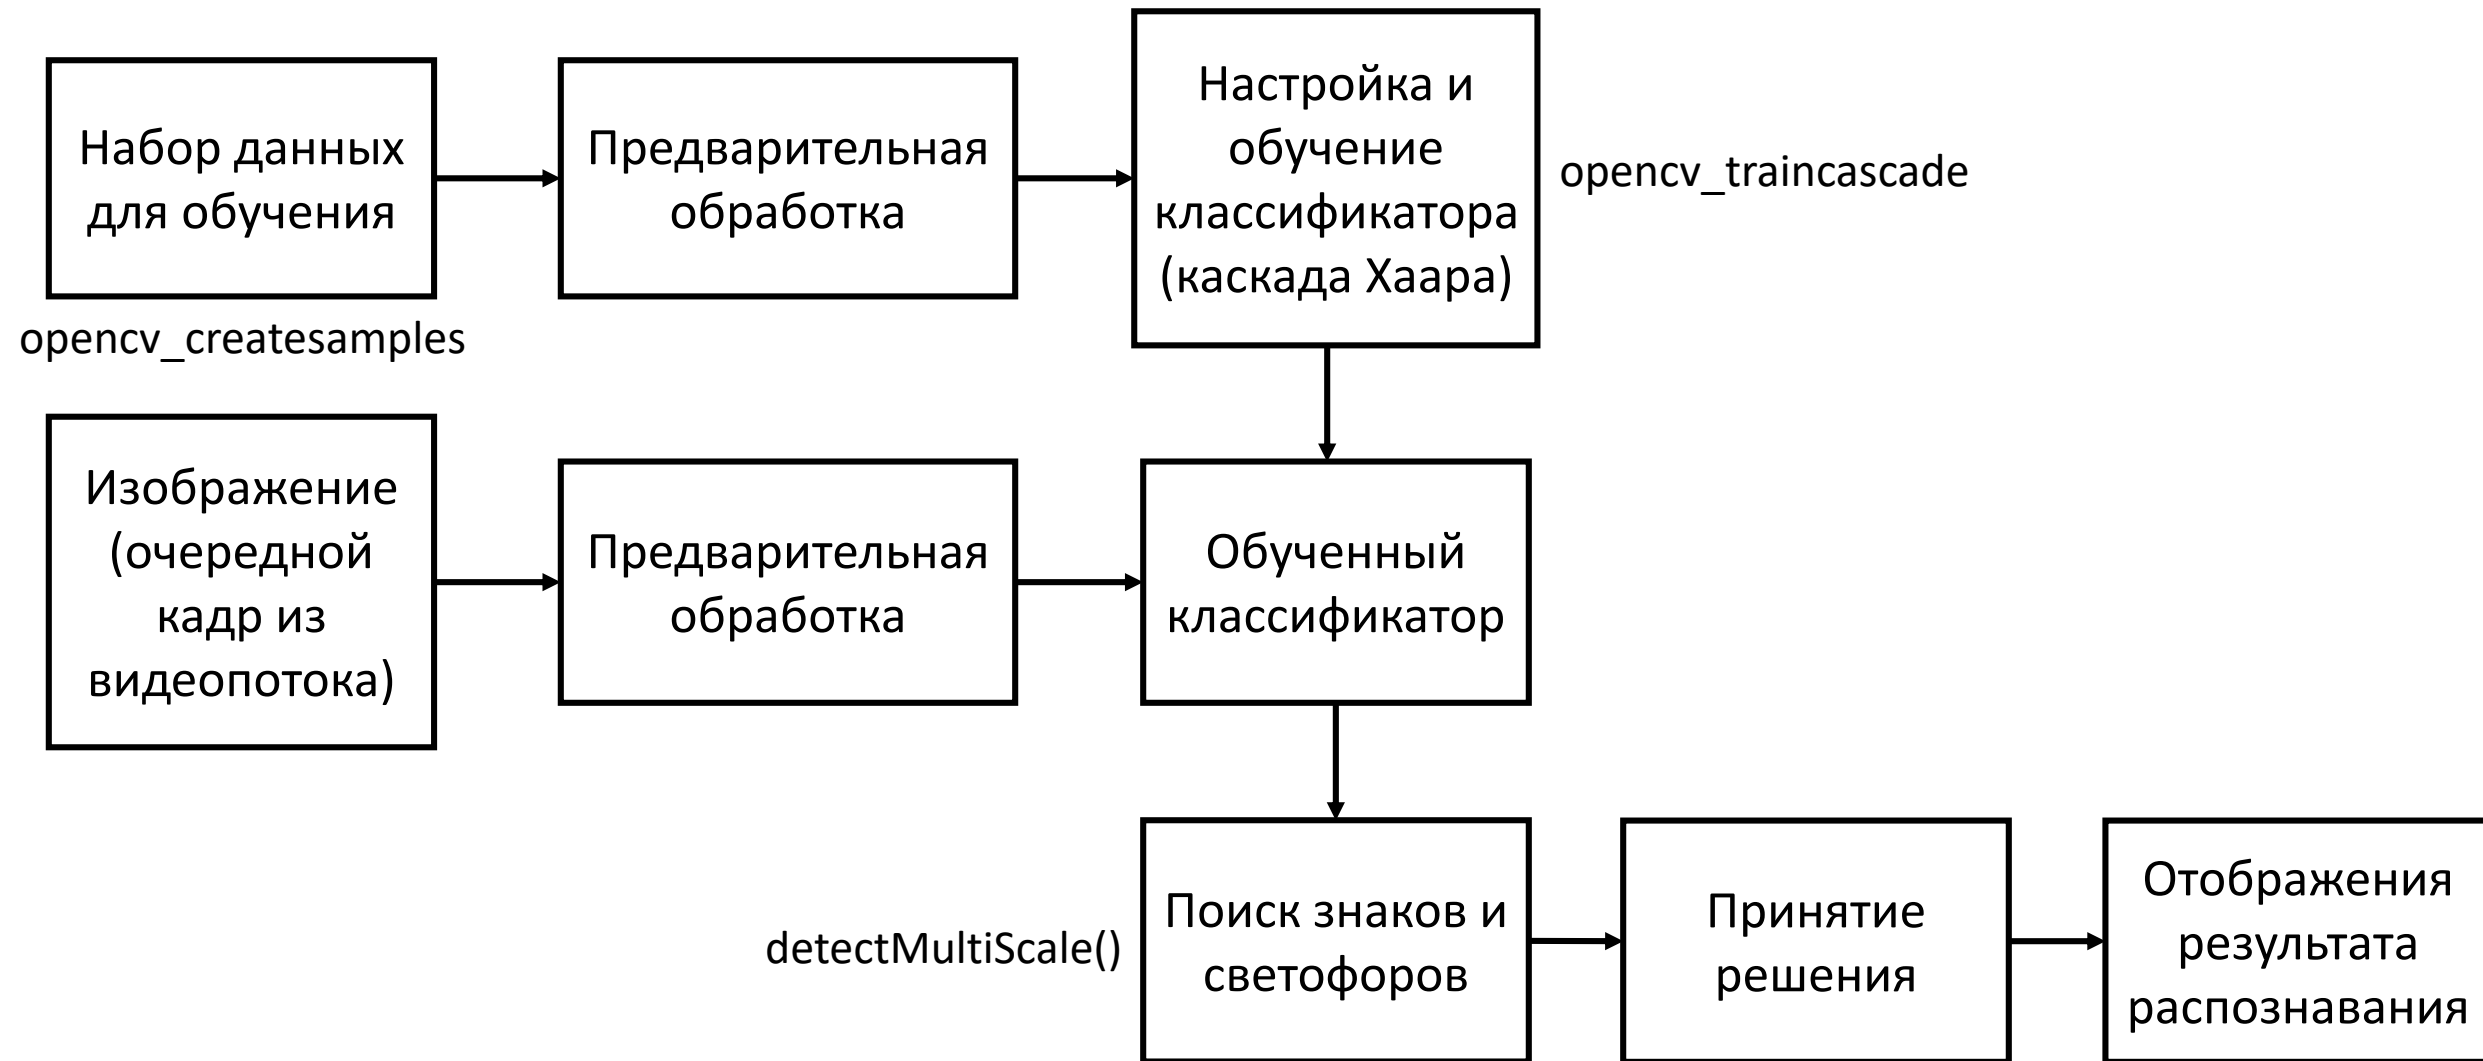 Набор данных
для обучения
opencv_createsamples
Предварительная
обработка
Настройка и
обучение
классификатора
(каскада Хаара)
opencv_traincascade
Изображение
(очередной
кадр из
видеопотока)
Предварительная
обработка
Обученный
классификатор
detectMultiScale()
Поиск знаков и
светофоров
Принятие
решения
Отображения
результата
распознавания